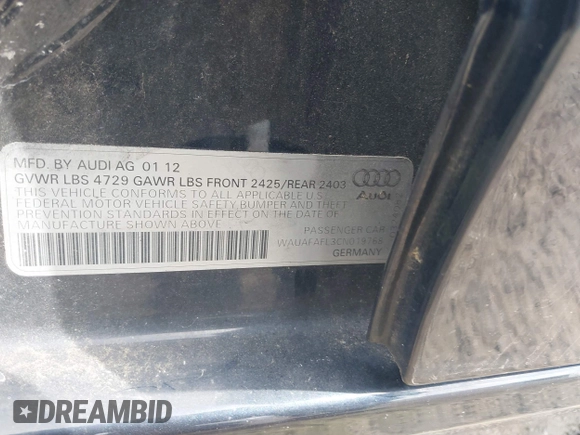 MFD. BY AUDI AG 01 12
GVWR LBS 4729 GAWR LBS FRONT 2425/REAR 2403
THIS VEHICLE CONFORMS TO ALL APPLICABLE U.S.
FEDERAL MOTOR VEHICLE SAFETY, BUMPER AND THEFT
PREVENTION STANDARDS IN EFFECT ON THE DATE OF
MANUFACTURE SHOWN ABOVE.
Audi
PASSENGER CAR
GERMANY
DREAMBID